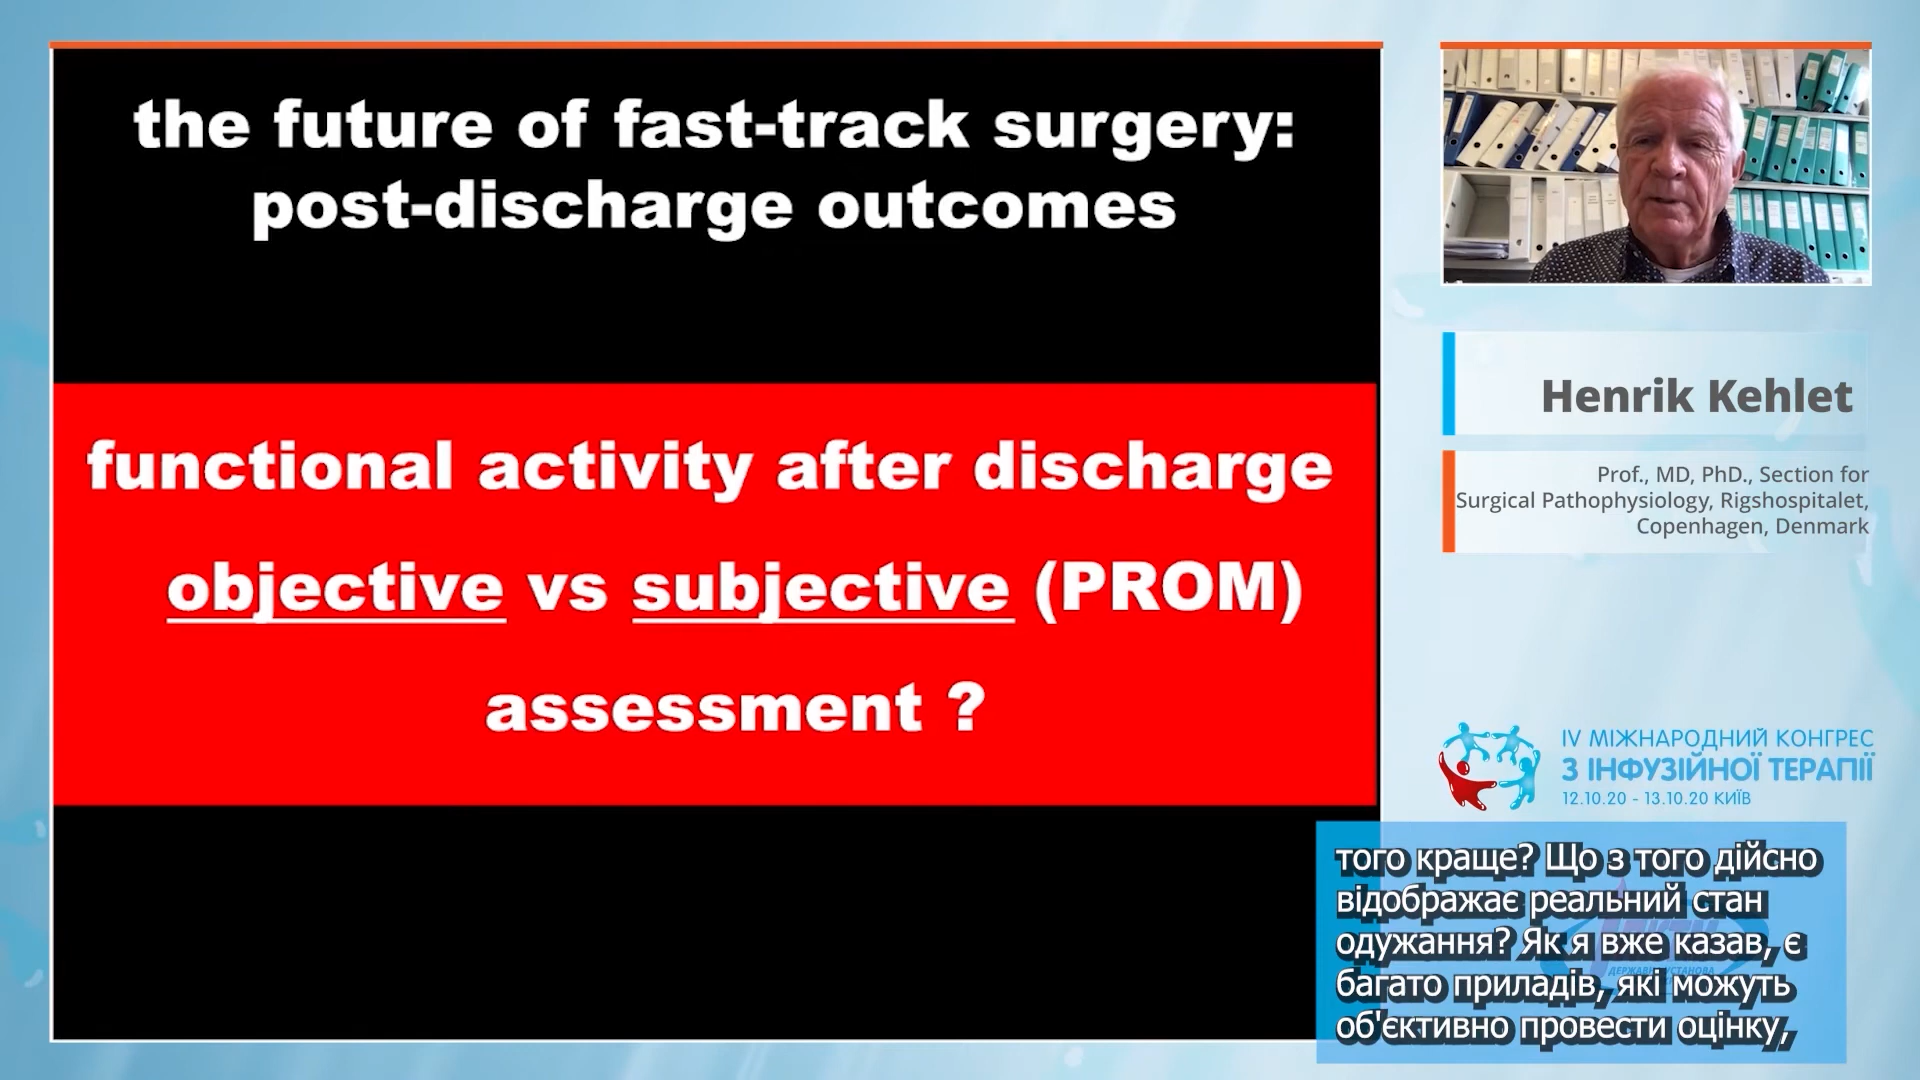 the future of fast-track surgery:
post-discharge outcomes
functional activity after discharge
objective vs subjective (PROM)
assessment ?
Henrik Kehlet
Prof., MD, PhD., Section for
Surgical Pathophysiology, Rigshospitalet,
Copenhagen, Denmark
IV МІЖНАРОДНИЙ КОНГРЕС
З ІНФУЗІЙНОЇ ТЕРАПІЇ
12.10.20 - 13.10.20 КИЇВ
того краще? Що з того дійсно
відображає реальний стан
одужання? Як я вже казав, є
багато приладів, які можуть
об'єктивно провести оцінку,